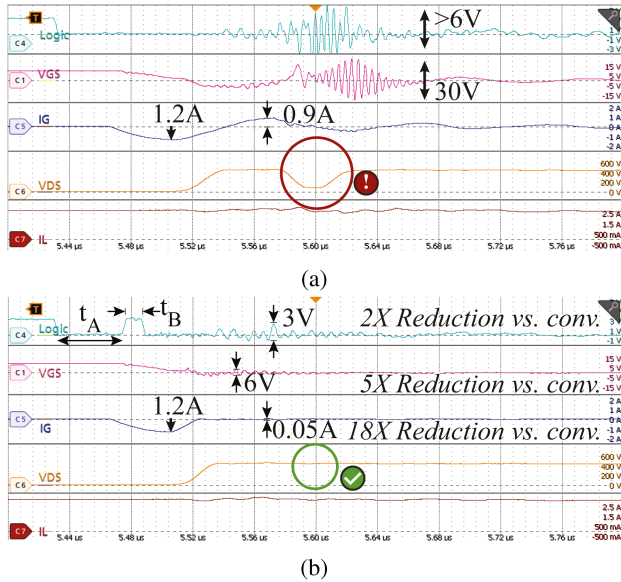 T
C4 Logic >6V 1 V -1 V -3 V
C1 VGS 30V 15 V 5 V -5 V -15 V
C5 IG 1.2A 0.9A 2 A 1 A 0 A -1 A -2 A
C6 VDS ! 600 V 400 V 200 V 0 V
C7 IL 2.5 A 1.5 A 500 mA -500 mA
5.44 µs 5.48 µs 5.52 µs 5.56 µs 5.60 µs 5.64 µs 5.68 µs 5.72 µs 5.76 µs
(a)
T
tA tB 3V 2X Reduction vs. conv.
C4 Logic 3 V 1 V -1 V
C1 VGS 6V 5X Reduction vs. conv. 15 V 5 V -5 V -15 V
C5 IG 1.2A 0.05A 18X Reduction vs. conv. 2 A 1 A 0 A -1 A -2 A
C6 VDS 600 V 400 V 200 V 0 V
C7 IL 2.5 A 1.5 A 500 mA -500 mA
5.44 µs 5.48 µs 5.52 µs 5.56 µs 5.60 µs 5.64 µs 5.68 µs 5.72 µs 5.76 µs
(b)